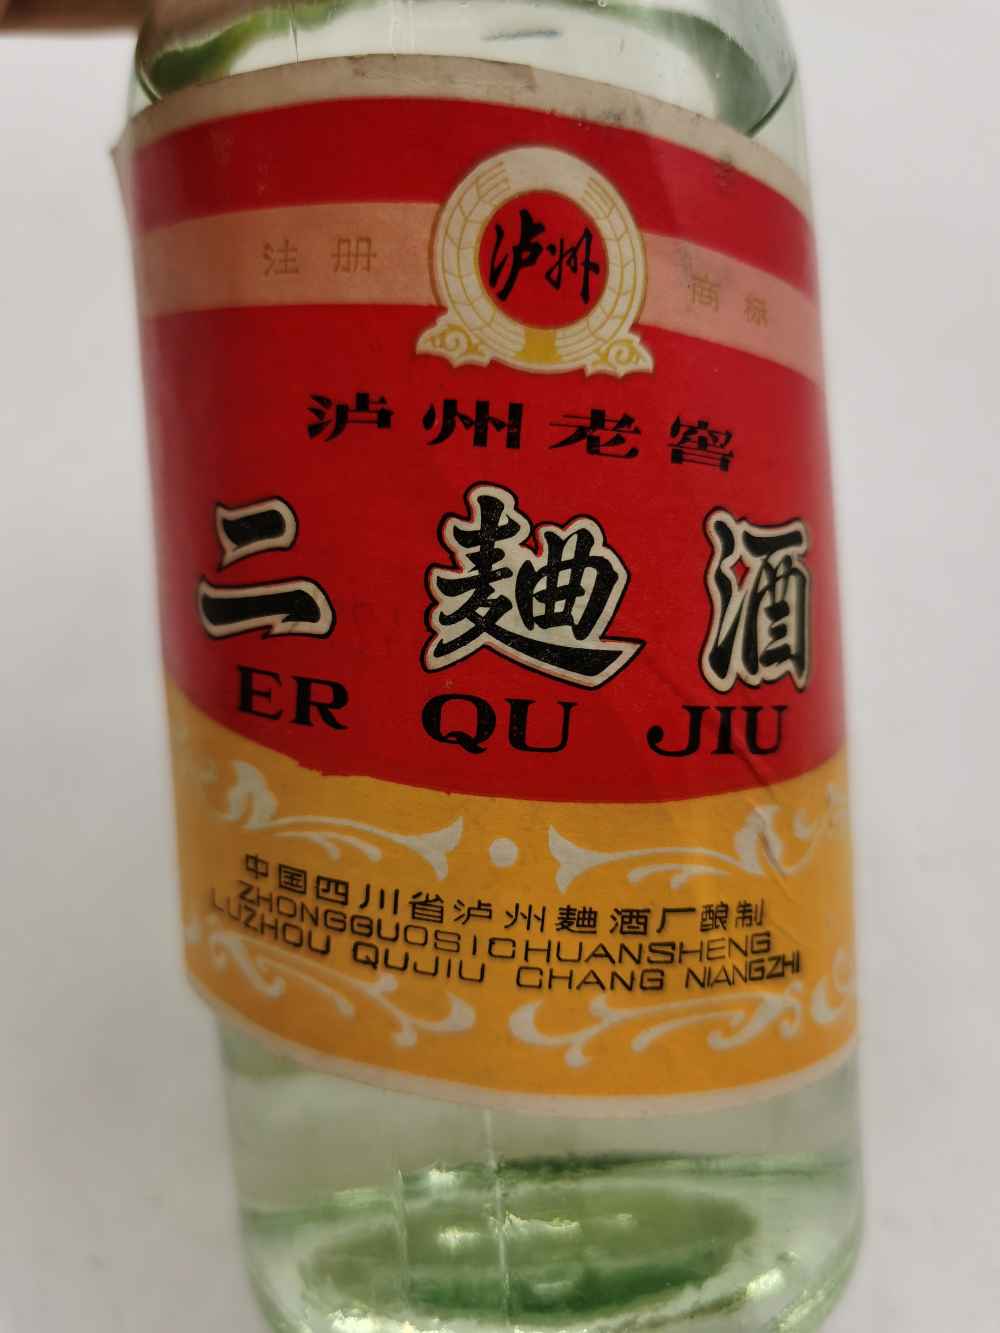 泸州
注册 商标
泸州老窖
二麯酒
ER QU JIU
中国四川省泸州麯酒厂酿制
ZHONGGUOSICHUANSHENG
LUZHOU QUJIU CHANG NIANGZHI